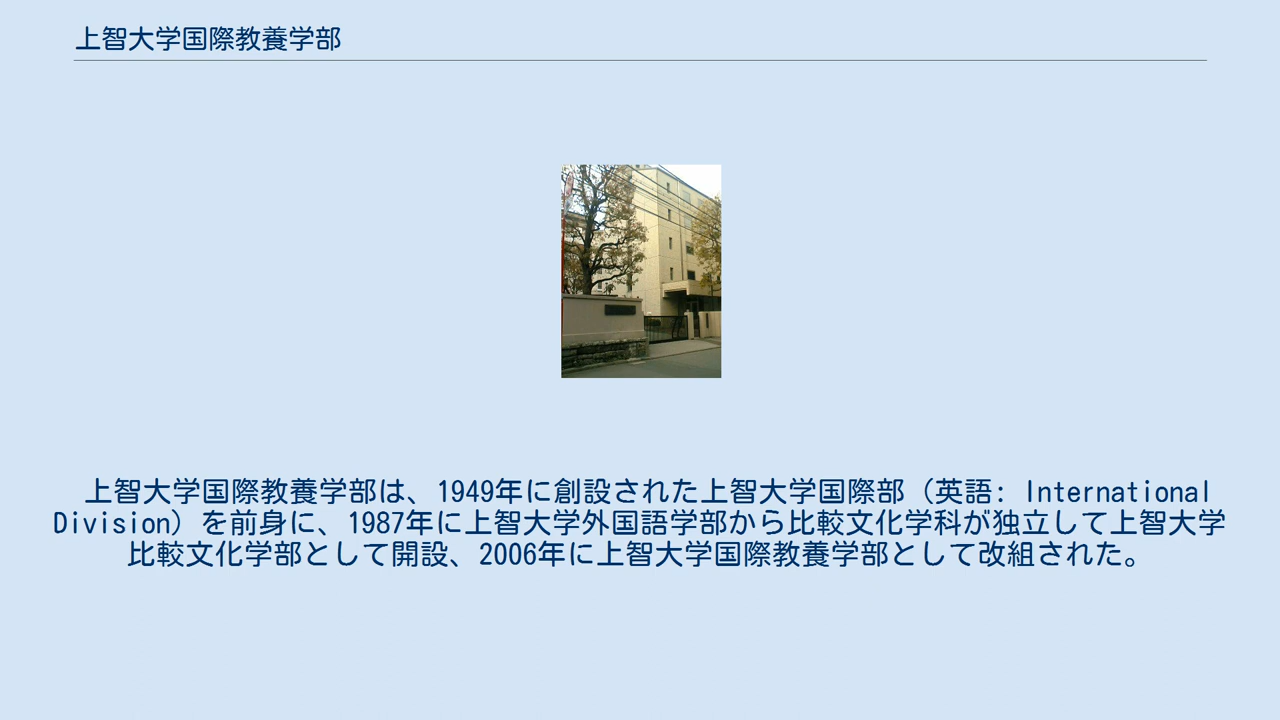 上智大学国際教養学部
上智大学国際教養学部は、1949年に創設された上智大学国際部（英語: International
Division）を前身に、1987年に上智大学外国語学部から比較文化学科が独立して上智大学
比較文化学部として開設、2006年に上智大学国際教養学部として改組された。